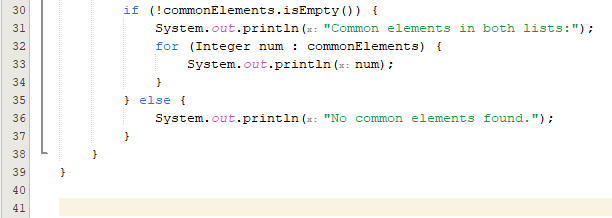 30 if (!commonElements.isEmpty()) {
31 System.out.println(x: "Common elements in both lists:");
32 for (Integer num : commonElements) {
33 System.out.println(x: num);
34 }
35 } else {
36 System.out.println(x: "No common elements found.");
37 }
38 }
39 }
40
41